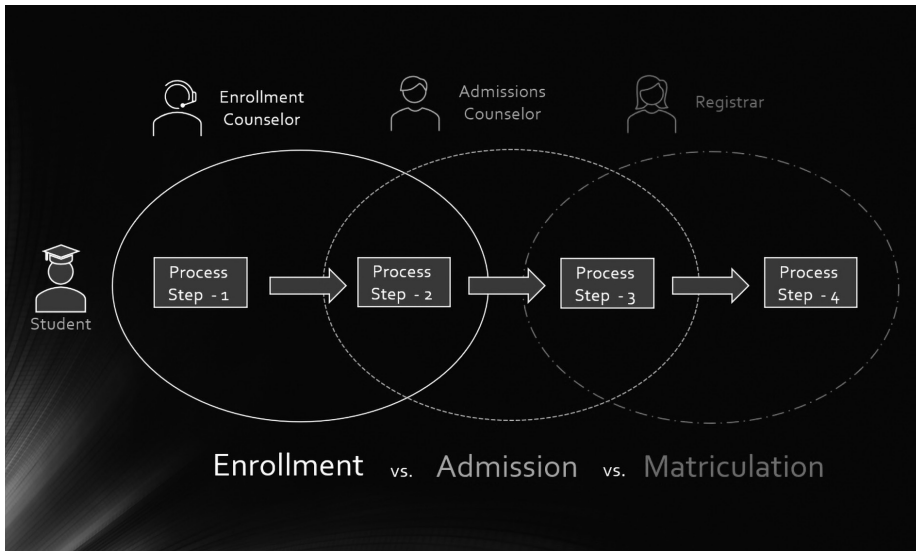 Enrollment
Counselor
Admissions
Counselor
Registrar
Student
Process
Step - 1
Process
Step - 2
Process
Step - 3
Process
Step - 4
Enrollment vs. Admission vs. Matriculation